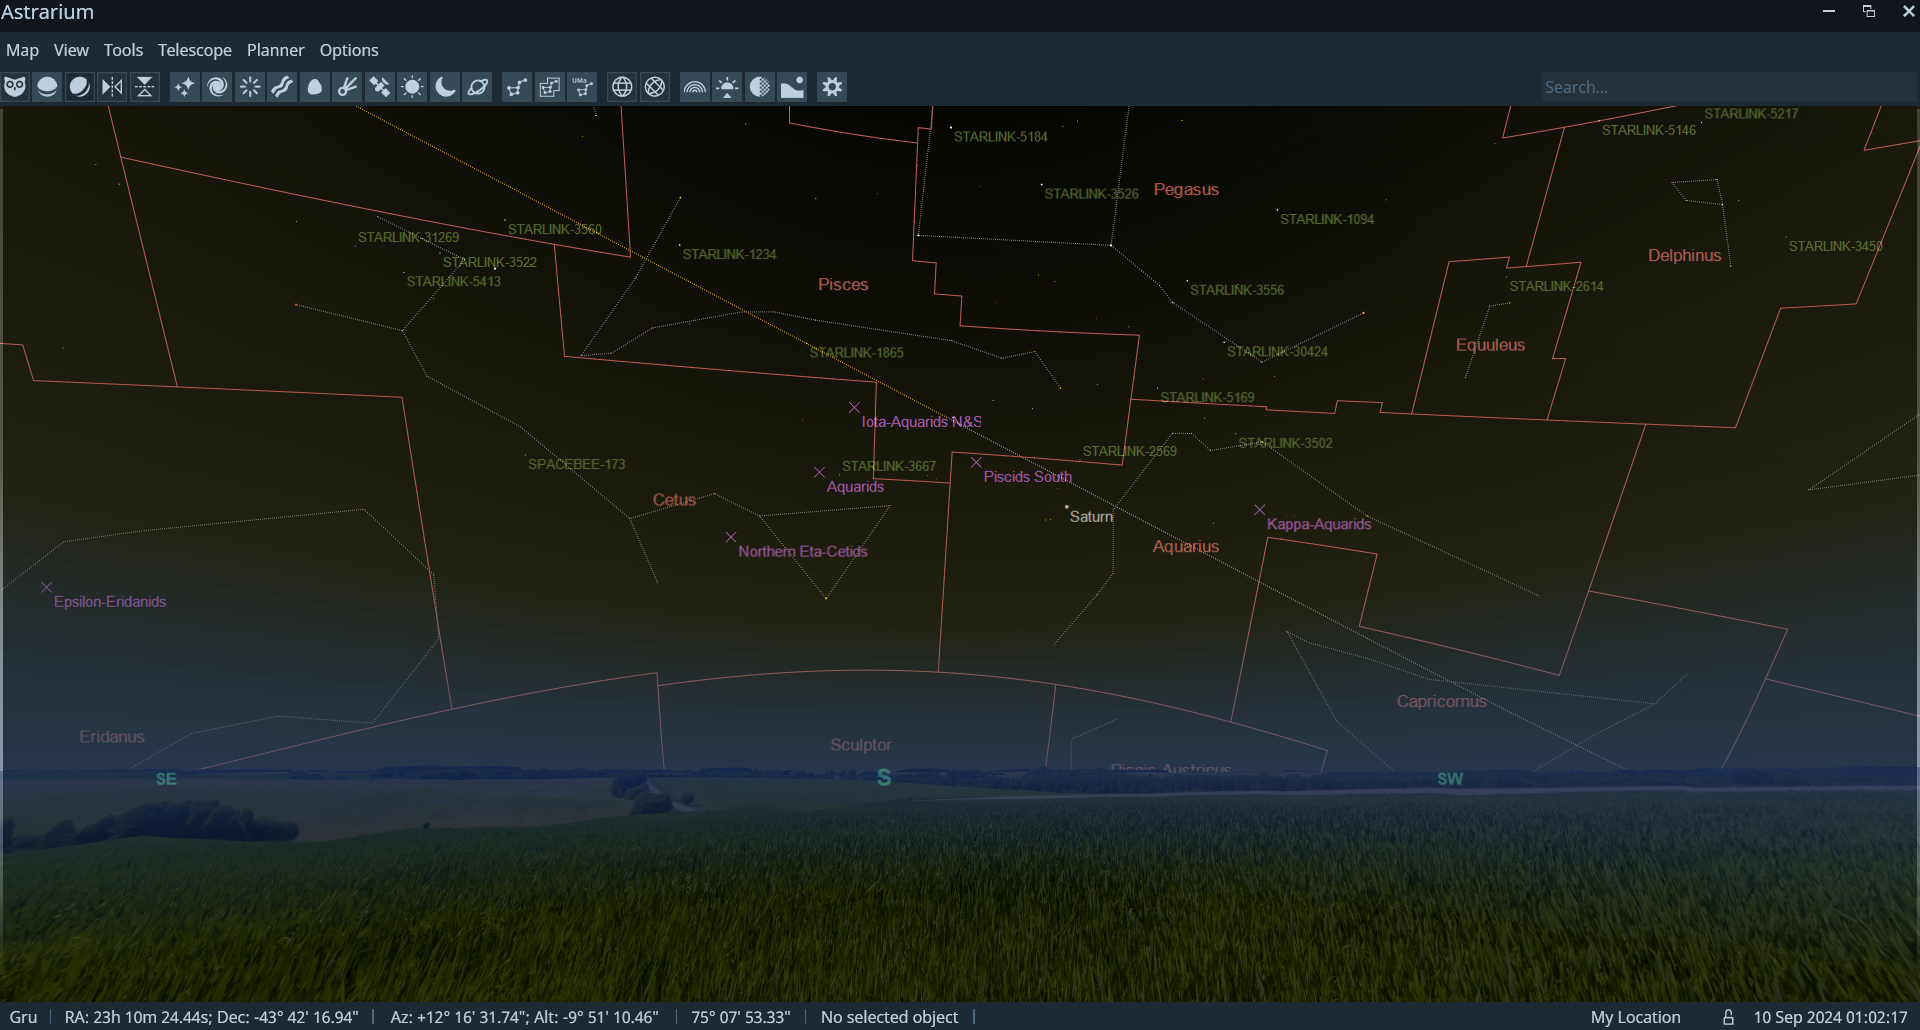 Astrarium
Map View Tools Telescope Planner Options
UMa
Search...
STARLINK-5217
STARLINK-5146
STARLINK-5184
Pegasus
STARLINK-3526
STARLINK-1094
STARLINK-3560
STARLINK-31269
STARLINK-3450
STARLINK-1234
Delphinus
STARLINK-3522
STARLINK-5413
Pisces
STARLINK-3556
STARLINK-2614
Equuleus
STARLINK-1865
STARLINK-30424
STARLINK-5169
Iota-Aquarids N&S
STARLINK-3502
STARLINK-2569
SPACEBEE-173
STARLINK-3667
Piscids South
Aquarids
Cetus
Saturn
Kappa-Aquarids
Aquarius
Northern Eta-Cetids
Epsilon-Eridanids
Capricornus
Eridanus
Sculptor
Piscis Austrinus
SE
S
SW
Gru
RA: 23h 10m 24.44s; Dec: -43° 42' 16.94"
Az: +12° 16' 31.74"; Alt: -9° 51' 10.46"
75° 07' 53.33"
No selected object
My Location
10 Sep 2024 01:02:17